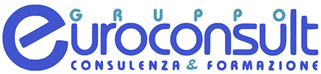 GRUPPO
euroconsult
CONSULENZA & FORMAZIONE